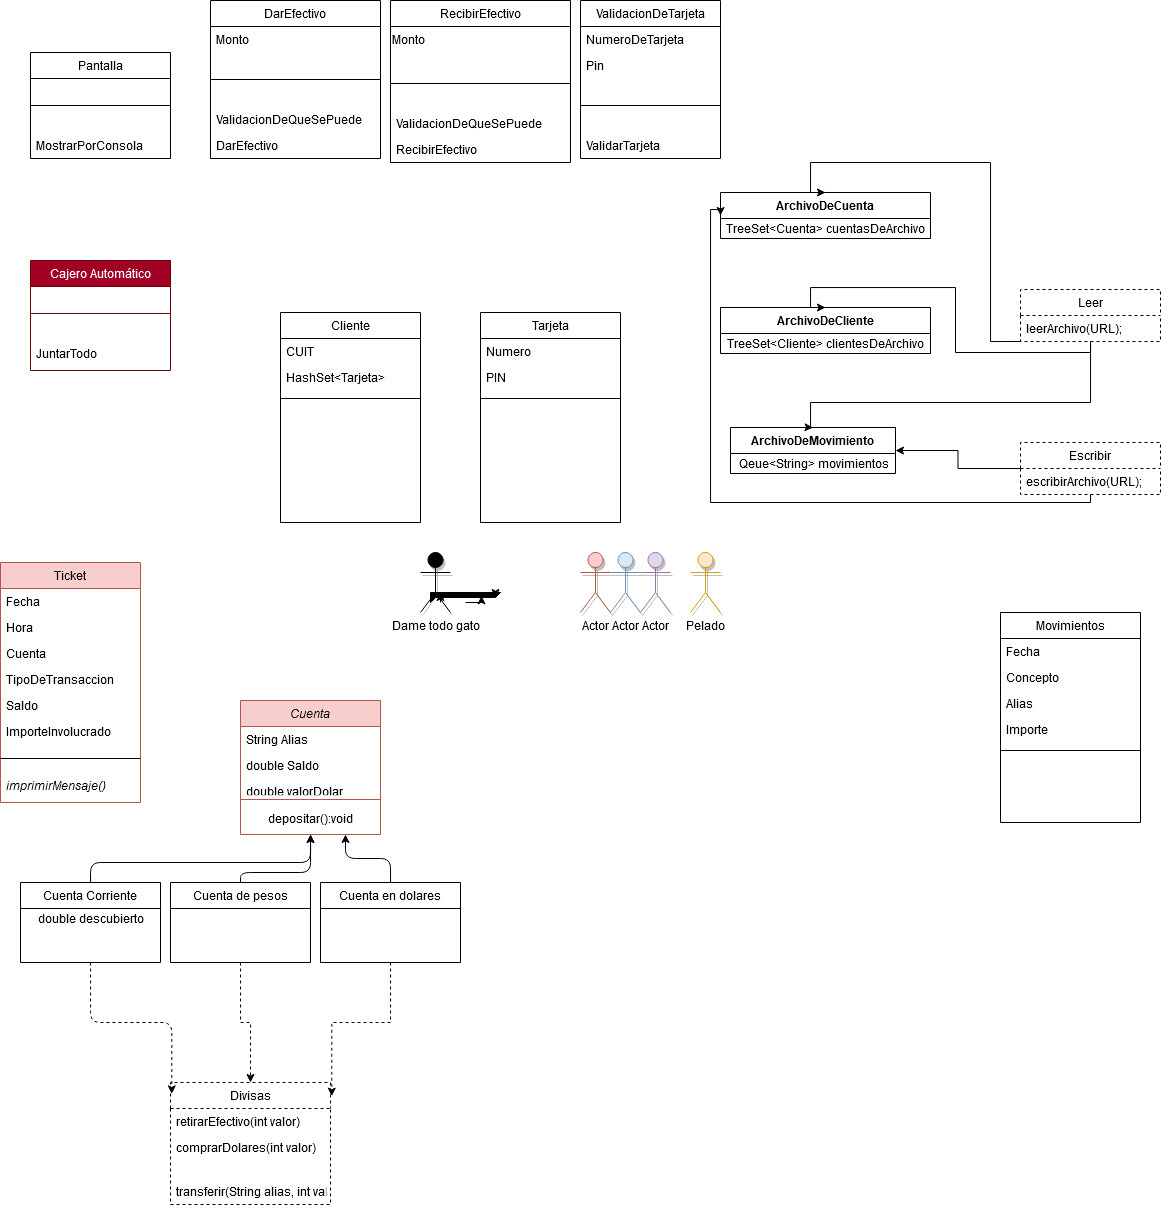 DarEfectivo
Monto
ValidacionDeQueSePuede
DarEfectivo
RecibirEfectivo
Monto
ValidacionDeQueSePuede
RecibirEfectivo
ValidacionDeTarjeta
NumeroDeTarjeta
Pin
ValidarTarjeta
Pantalla
MostrarPorConsola
ArchivoDeCuenta
TreeSet<Cuenta> cuentasDeArchivo
Cajero Automático
JuntarTodo
Cliente
CUIT
HashSet<Tarjeta>
Tarjeta
Numero
PIN
ArchivoDeCliente
TreeSet<Cliente> clientesDeArchivo
Leer
leerArchivo(URL);
ArchivoDeMovimiento
Qeue<String> movimientos
Escribir
escribirArchivo(URL);
Ticket
Fecha
Hora
Cuenta
TipoDeTransaccion
Saldo
ImporteInvolucrado
imprimirMensaje()
Dame todo gato
Actor Actor Actor
Pelado
Movimientos
Fecha
Concepto
Alias
Importe
Cuenta
String Alias
double Saldo
double valorDolar
depositar():void
Cuenta Corriente
double descubierto
Cuenta de pesos
Cuenta en dolares
Divisas
retirarEfectivo(int valor)
comprarDolares(int valor)
transferir(String alias, int val